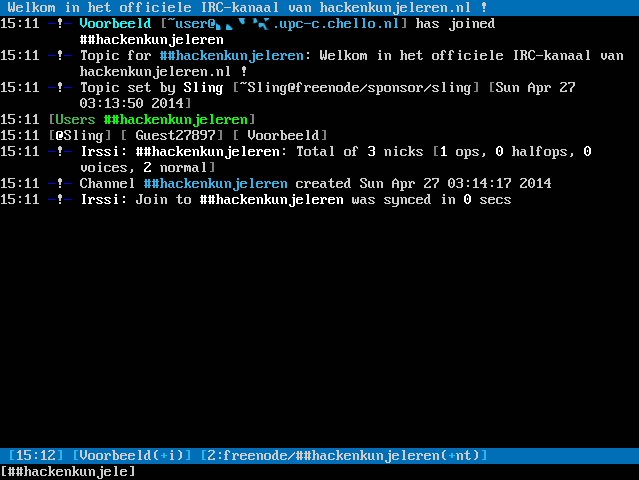 Welkom in het officiele IRC-kanaal van hackenkunjeleren.nl !
15:11 -!- Voorbeeld [~user@ .upc-c.chello.nl] has joined
##hackenkunjeleren
15:11 -!- Topic for ##hackenkunjeleren: Welkom in het officiele IRC-kanaal van
hackenkunjeleren.nl !
15:11 -!- Topic set by Sling [~Sling@freenode/sponsor/sling] [Sun Apr 27
03:13:50 2014]
15:11 [Users ##hackenkunjeleren]
15:11 [@Sling] [ Guest27897] [ Voorbeeld]
15:11 -!- Irssi: ##hackenkunjeleren: Total of 3 nicks [1 ops, 0 halfops, 0
voices, 2 normal]
15:11 -!- Channel ##hackenkunjeleren created Sun Apr 27 03:14:17 2014
15:11 -!- Irssi: Join to ##hackenkunjeleren was synced in 0 secs
[15:12] [Voorbeeld(+i)] [2:freenode/##hackenkunjeleren(+nt)]
[##hackenkunjele]